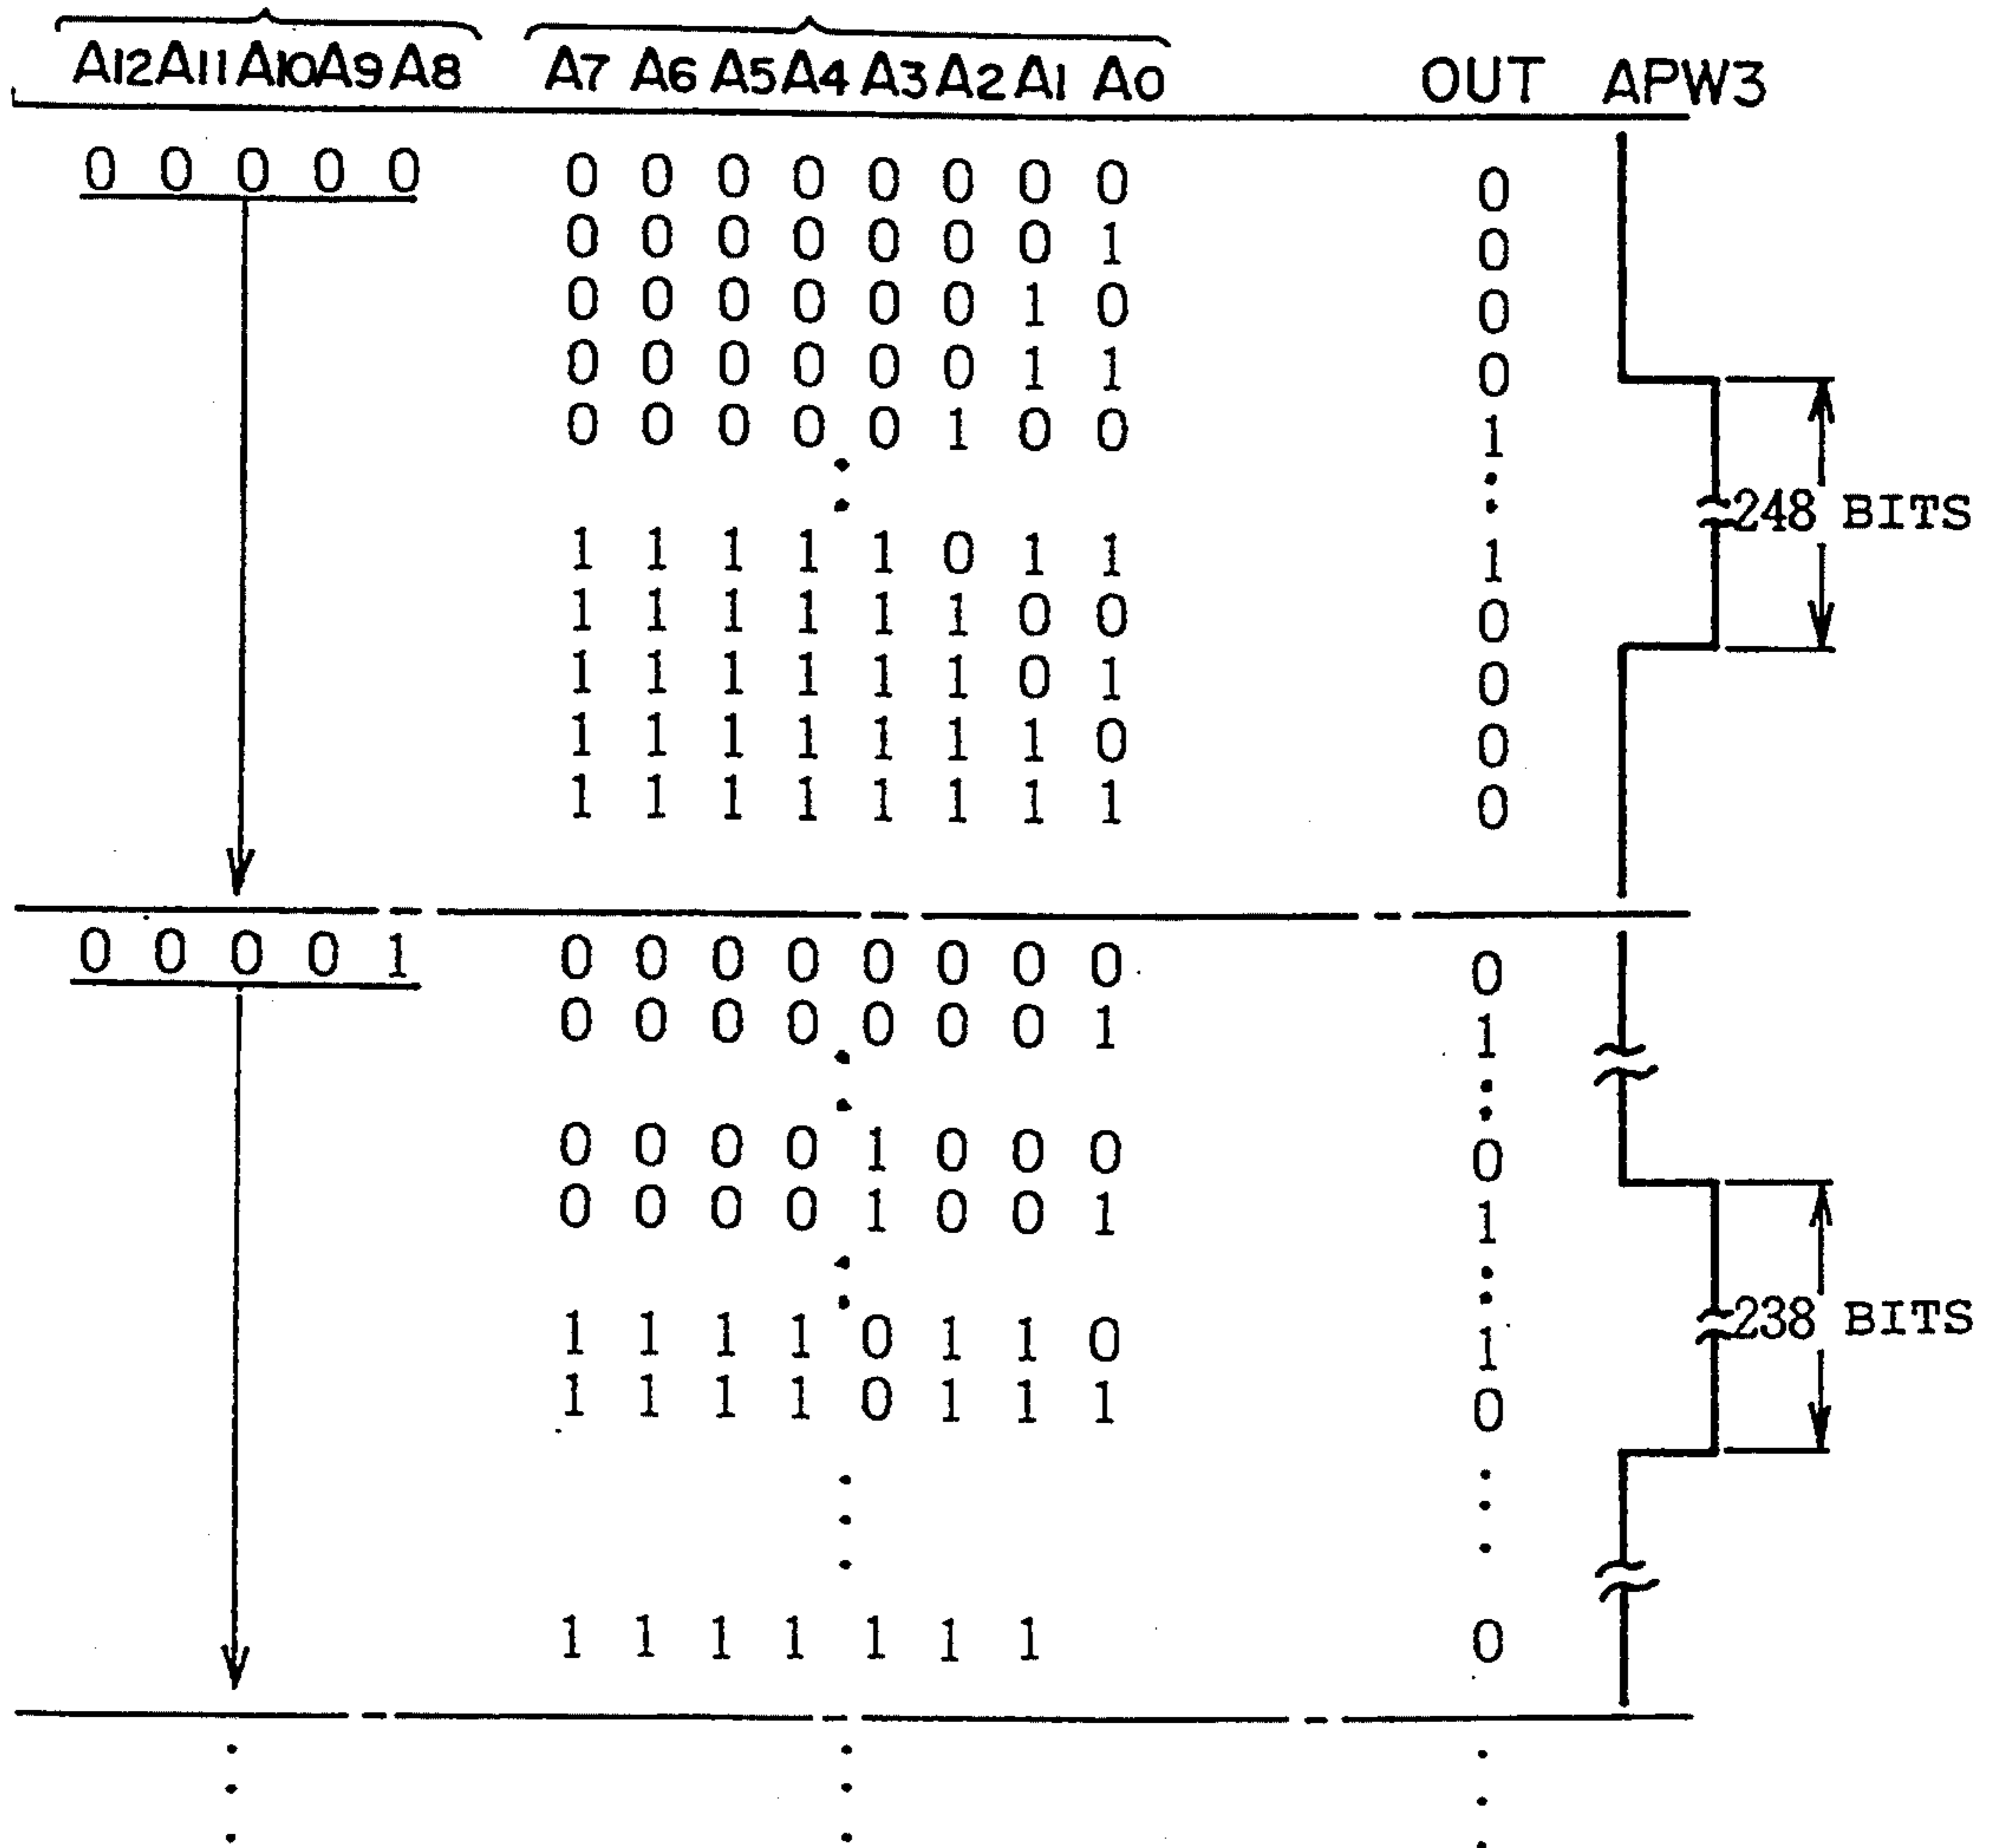 A12 A11 A10 A9 A8 A7 A6 A5 A4 A3 A2 A1 A0 OUT APW3
0 0 0 0 0 0 0 0 0 0 0 0 0 0
0 0 0 0 0 0 0 1 0
0 0 0 0 0 0 1 0 0
0 0 0 0 0 0 1 1 0
0 0 0 0 0 1 0 0 1
248 BITS
1 1 1 1 1 0 1 1 1
1 1 1 1 1 1 0 0 0
1 1 1 1 1 1 0 1 0
1 1 1 1 1 1 1 0 0
1 1 1 1 1 1 1 1 0
0 0 0 0 1 0 0 0 0 0 0 0 0 0
0 0 0 0 0 0 0 1 1
0 0 0 0 1 0 0 0 0
0 0 0 0 1 0 0 1 1
238 BITS
1 1 1 1 0 1 1 0 1
1 1 1 1 0 1 1 1 0
1 1 1 1 1 1 1 0